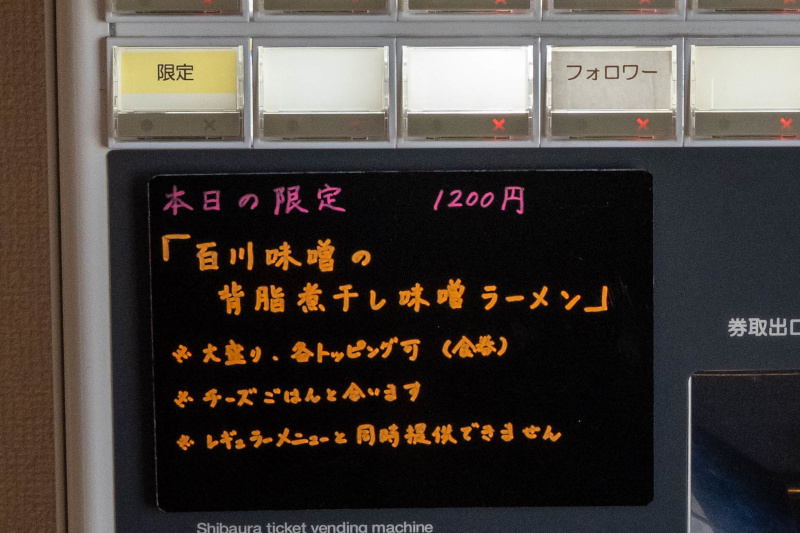 限定
フォロワー
本日の限定 1200円
「百川味噌の
背脂煮干し味噌ラーメン」
※ 大盛り、各トッピング可 (食券)
※ チーズごはんと合います
※ レギュラーメニューと同時提供できません
券取出口
Shibaura ticket vending machine